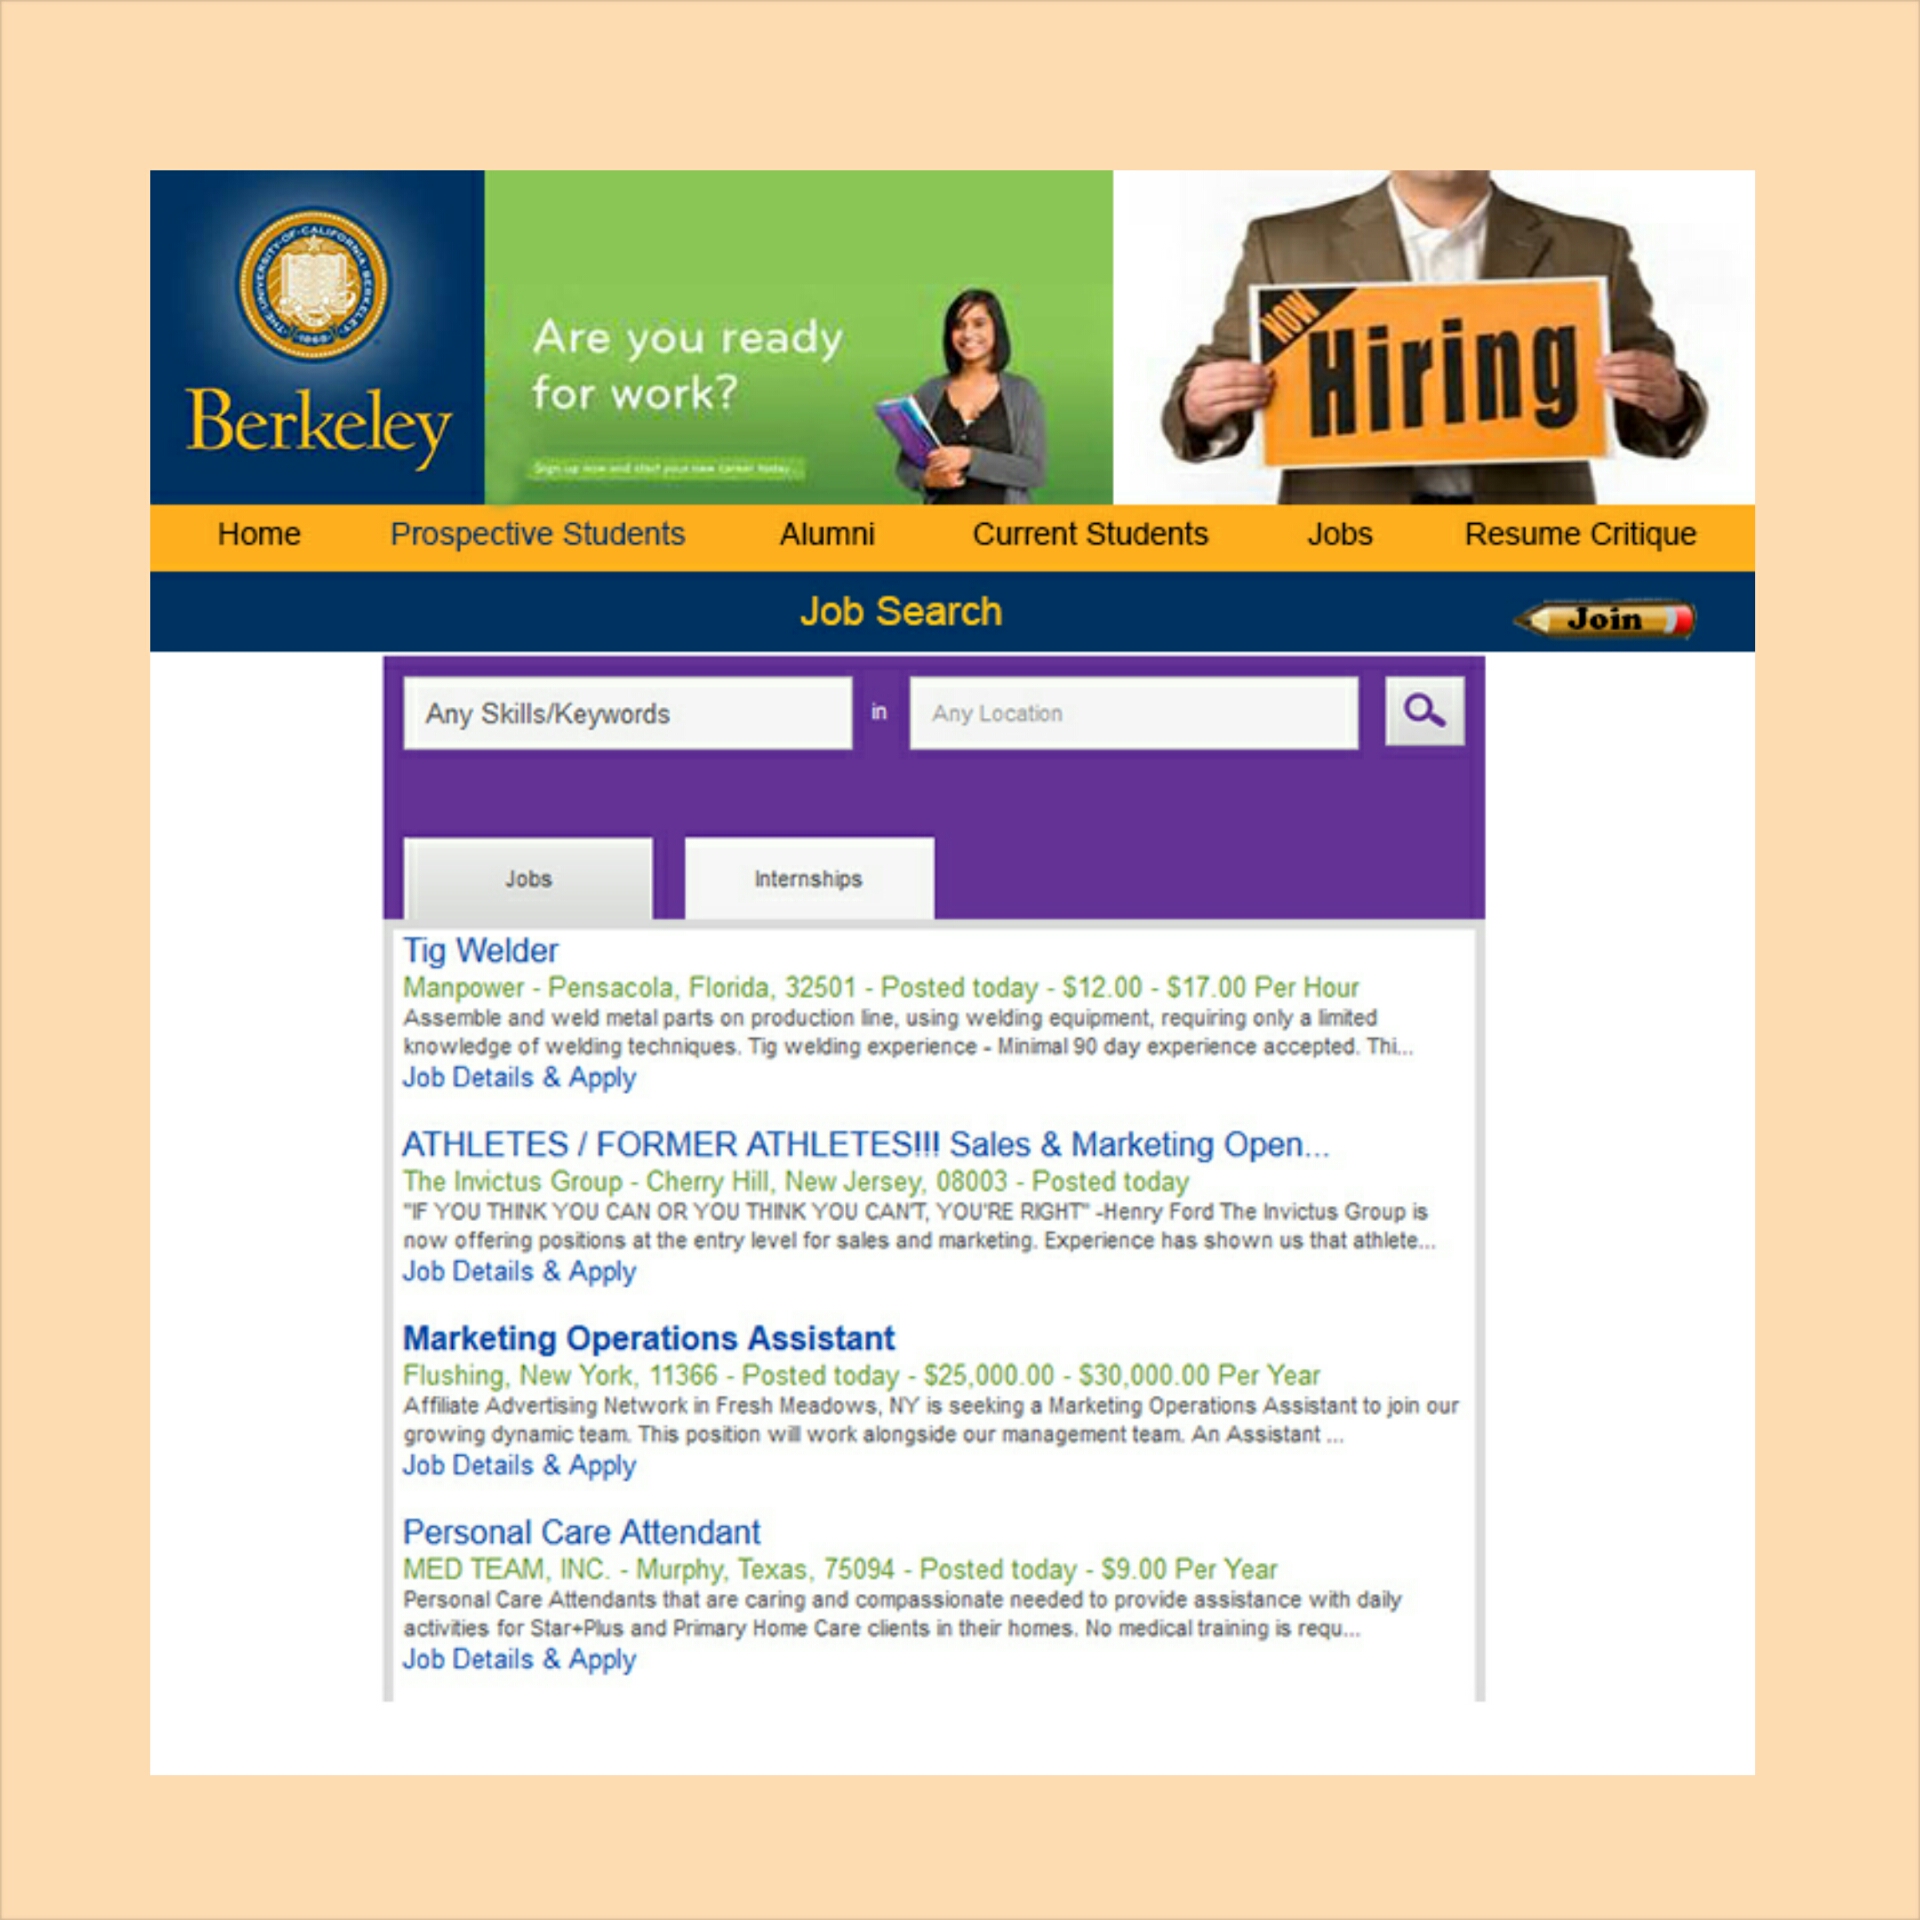 THE·UNIVERSITY·OF·CALIFORNIA·BERKELEY·
1868
Berkeley
Are you ready
for work?
Sign up now and start your new career today...
NOW
Hiring
Home Prospective Students Alumni Current Students Jobs Resume Critique
Job Search
Join
Any Skills/Keywords in Any Location
Jobs Internships
Tig Welder
Manpower - Pensacola, Florida, 32501 - Posted today - $12.00 - $17.00 Per Hour
Assemble and weld metal parts on production line, using welding equipment, requiring only a limited
knowledge of welding techniques. Tig welding experience - Minimal 90 day experience accepted. Thi...
Job Details & Apply
ATHLETES / FORMER ATHLETES!!! Sales & Marketing Open...
The Invictus Group - Cherry Hill, New Jersey, 08003 - Posted today
"IF YOU THINK YOU CAN OR YOU THINK YOU CAN'T, YOU'RE RIGHT" -Henry Ford The Invictus Group is
now offering positions at the entry level for sales and marketing. Experience has shown us that athlete...
Job Details & Apply
Marketing Operations Assistant
Flushing, New York, 11366 - Posted today - $25,000.00 - $30,000.00 Per Year
Affiliate Advertising Network in Fresh Meadows, NY is seeking a Marketing Operations Assistant to join our
growing dynamic team. This position will work alongside our management team. An Assistant ...
Job Details & Apply
Personal Care Attendant
MED TEAM, INC. - Murphy, Texas, 75094 - Posted today - $9.00 Per Year
Personal Care Attendants that are caring and compassionate needed to provide assistance with daily
activities for Star+Plus and Primary Home Care clients in their homes. No medical training is requ...
Job Details & Apply